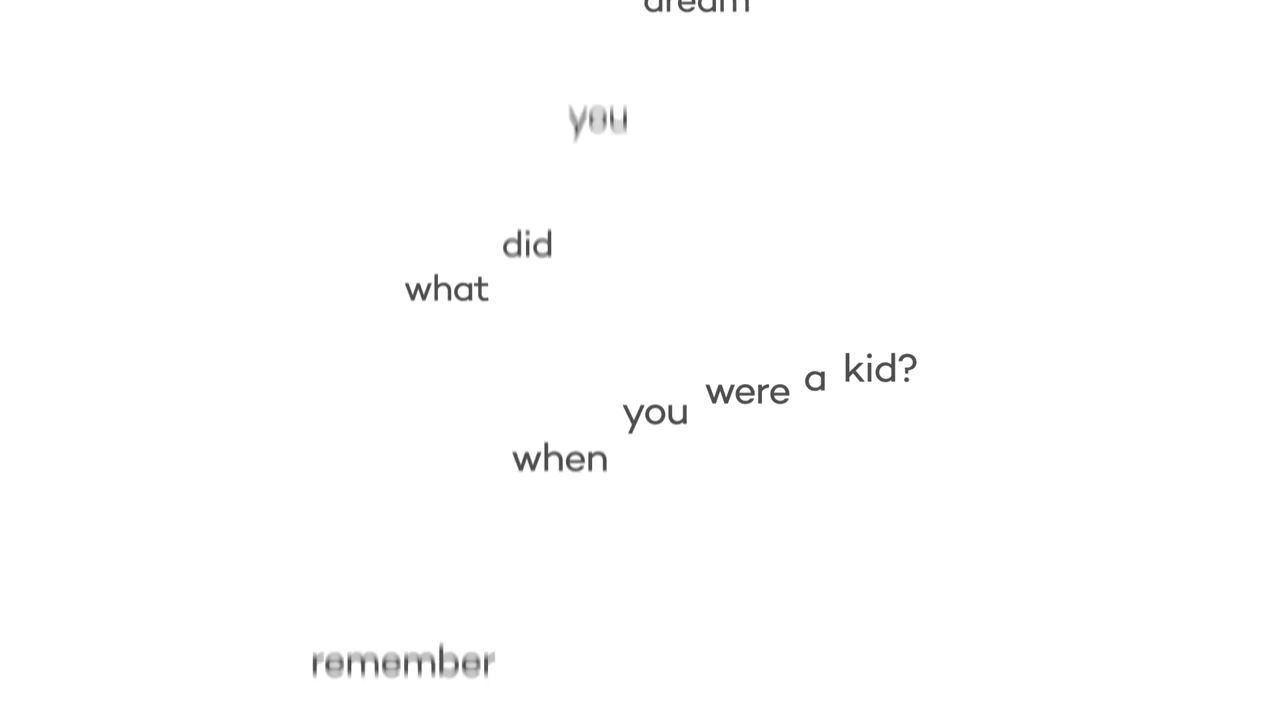 dream
you
did
what
when you were a kid?
remember